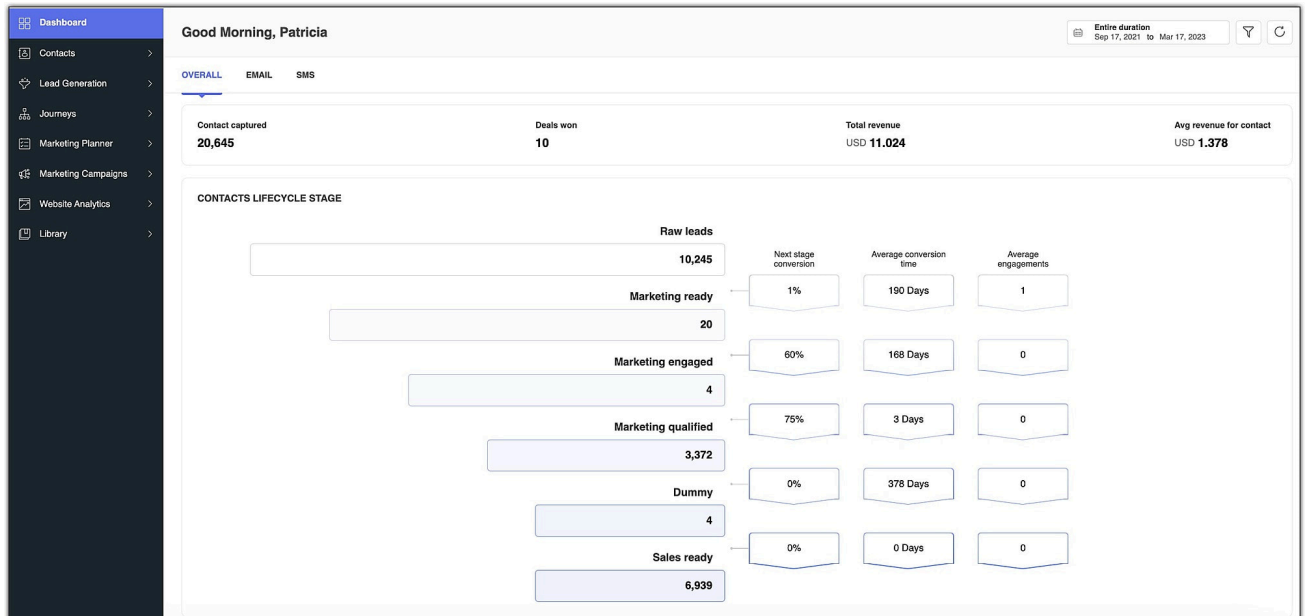 Dashboard
Contacts
Lead Generation
Journeys
Marketing Planner
Marketing Campaigns
Website Analytics
Library
Good Morning, Patricia
Entire duration
Sep 17, 2021 to Mar 17, 2023
OVERALL EMAIL SMS
Contact captured
20,645
Deals won
10
Total revenue
USD 11.024
Avg revenue for contact
USD 1.378
CONTACTS LIFECYCLE STAGE
Raw leads
10,245
Next stage
conversion
Average conversion
time
Average
engagements
1% 190 Days 1
Marketing ready
20
60% 168 Days 0
Marketing engaged
4
75% 3 Days 0
Marketing qualified
3,372
0% 378 Days 0
Dummy
4
0% 0 Days 0
Sales ready
6,939